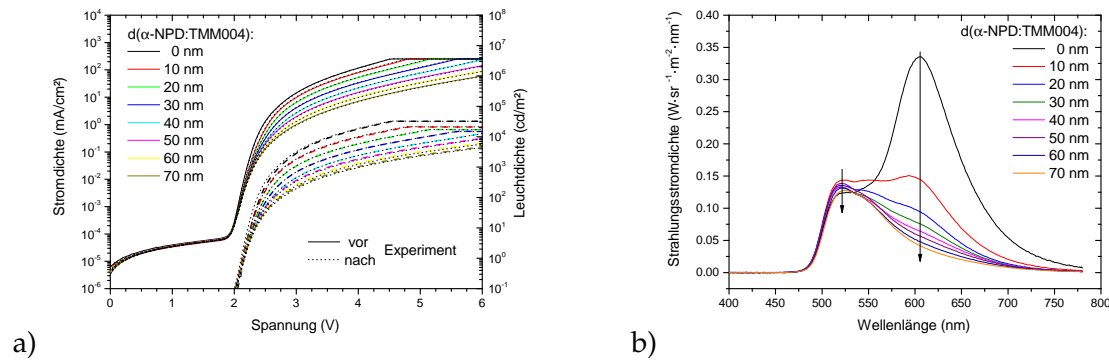 d(α-NPD:TMM004):
0 nm
10 nm
20 nm
30 nm
40 nm
50 nm
60 nm
70 nm
vor
nach
Experiment
Stromdichte (mA/cm²)
10⁴
10³
10²
10¹
10⁰
10⁻¹
10⁻²
10⁻³
10⁻⁴
10⁻⁵
10⁻⁶
0 1 2 3 4 5 6
Spannung (V)
10⁸
10⁷
10⁶
10⁵
10⁴
10³
10²
10¹
10⁰
10⁻¹
Leuchtdichte (cd/m²)
a)
d(α-NPD:TMM004):
0 nm
10 nm
20 nm
30 nm
40 nm
50 nm
60 nm
70 nm
Strahlungsstromdichte (W·sr⁻¹·m⁻²·nm⁻¹)
0.40
0.35
0.30
0.25
0.20
0.15
0.10
0.05
0.00
400 450 500 550 600 650 700 750 800
Wellenlänge (nm)
b)